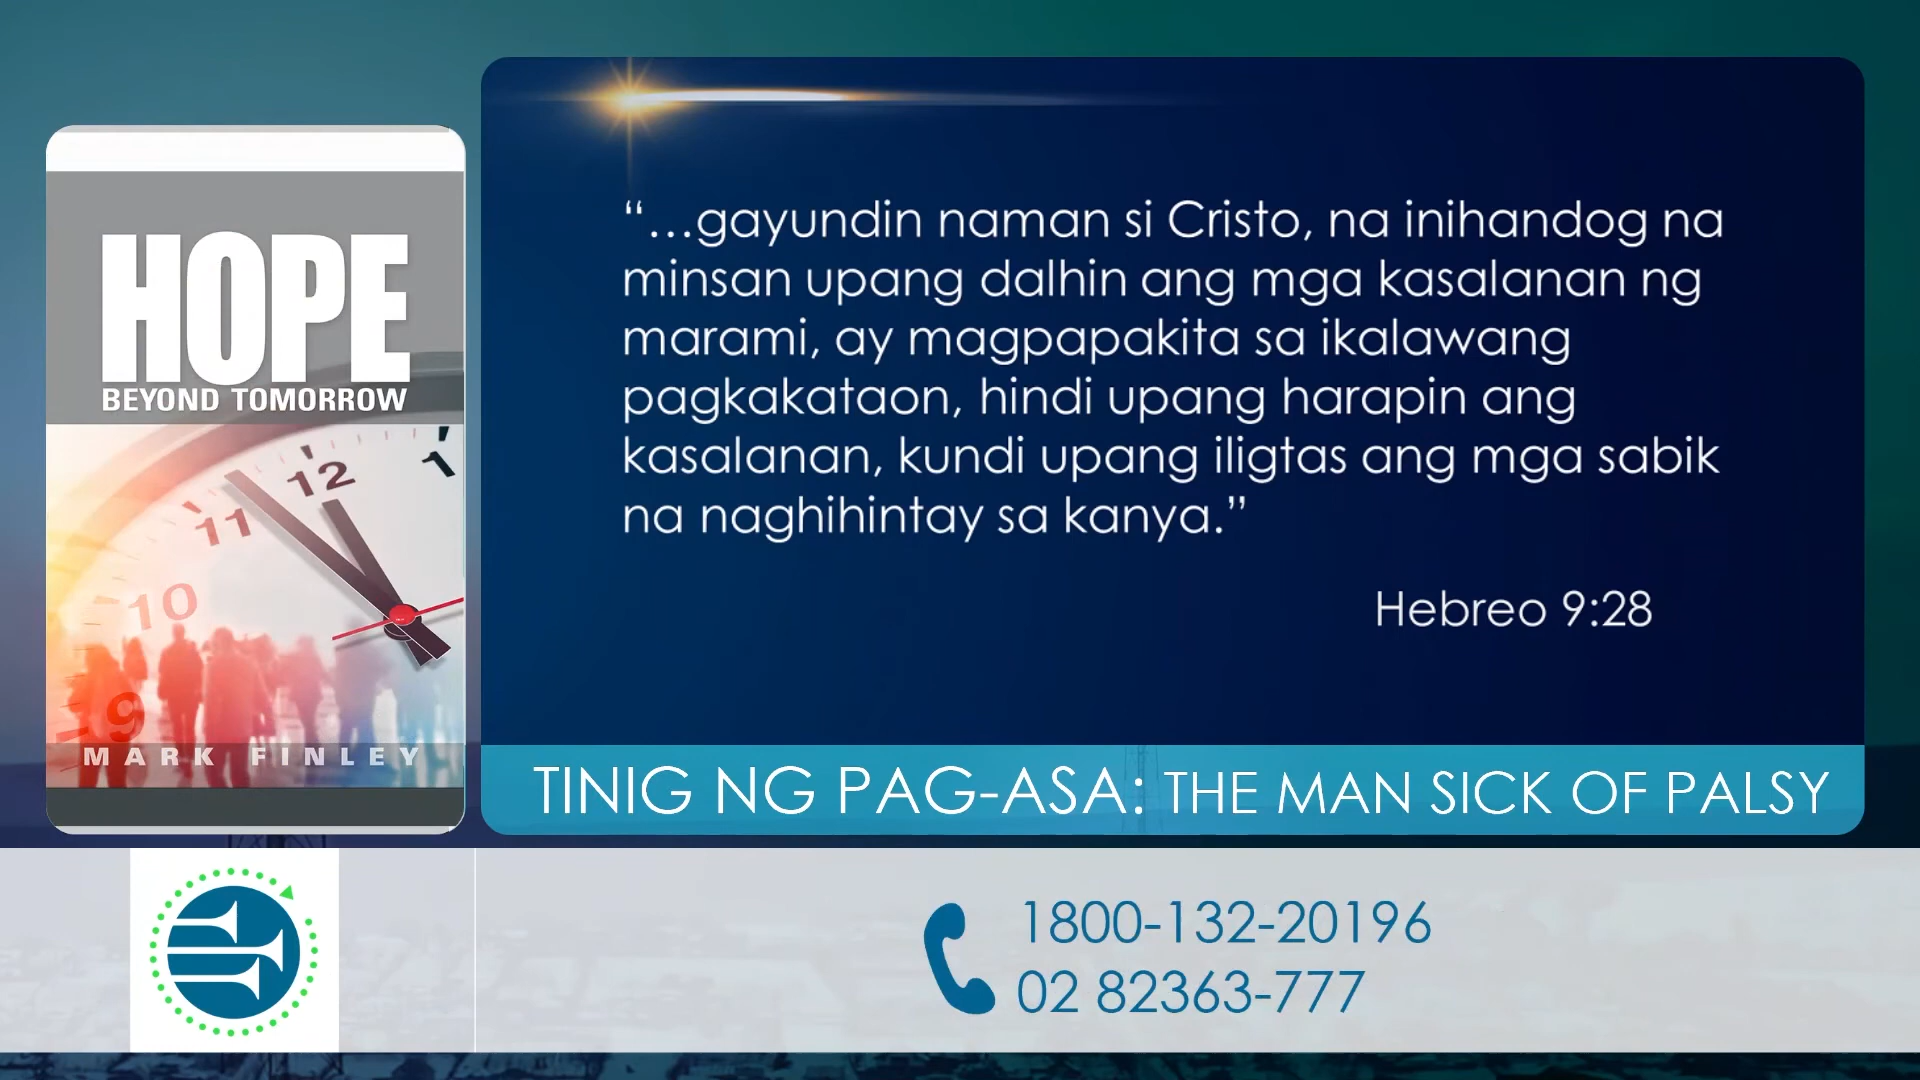 HOPE
BEYOND TOMORROW
12
1
11
10
9
MARK FINLEY
“…gayundin naman si Cristo, na inihandog na
minsan upang dalhin ang mga kasalanan ng
marami, ay magpapakita sa ikalawang
pagkakataon, hindi upang harapin ang
kasalanan, kundi upang iligtas ang mga sabik
na naghihintay sa kanya.”
Hebreo 9:28
TINIG NG PAG-ASA: THE MAN SICK OF PALSY
1800-132-20196
02 82363-777